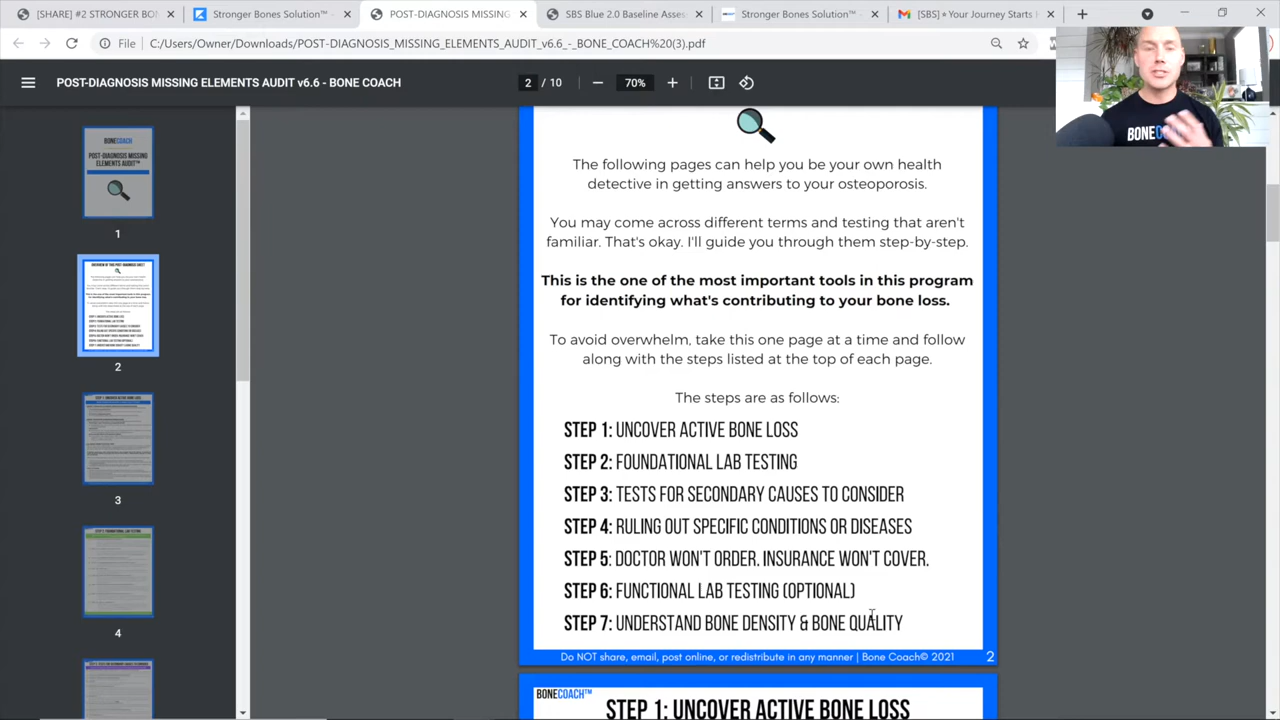 [SHARE] #2 STRONGER BON
Stronger Bones Solution™ -
POST-DIAGNOSIS MISSING
SBS Blue 2.0 Baseline Asses
Stronger Bones Solution™ -
[SBS] ★ Your Journey Starts
File
C:/Users/Owner/Downloads/POST-DIAGNOSIS_MISSING_ELEMENTS_AUDIT_v6.6_-_BONE_COACH%20(3).pdf
POST-DIAGNOSIS MISSING ELEMENTS AUDIT v6.6 - BONE COACH
2 / 10
70%
BONECOACH
POST-DIAGNOSIS MISSING
ELEMENTS AUDIT™
1
2
3
4
The following pages can help you be your own health
detective in getting answers to your osteoporosis.
You may come across different terms and testing that aren't
familiar. That's okay. I'll guide you through them step-by-step.
This is the one of the most important tools in this program
for identifying what's contributing to your bone loss.
To avoid overwhelm, take this one page at a time and follow
along with the steps listed at the top of each page.
The steps are as follows:
STEP 1: UNCOVER ACTIVE BONE LOSS
STEP 2: FOUNDATIONAL LAB TESTING
STEP 3: TESTS FOR SECONDARY CAUSES TO CONSIDER
STEP 4: RULING OUT SPECIFIC CONDITIONS OR DISEASES
STEP 5: DOCTOR WON'T ORDER. INSURANCE WON'T COVER.
STEP 6: FUNCTIONAL LAB TESTING (OPTIONAL)
STEP 7: UNDERSTAND BONE DENSITY & BONE QUALITY
Do NOT share, email, post online, or redistribute in any manner | Bone Coach© 2021
2
BONECOACH™
STEP 1: UNCOVER ACTIVE BONE LOSS